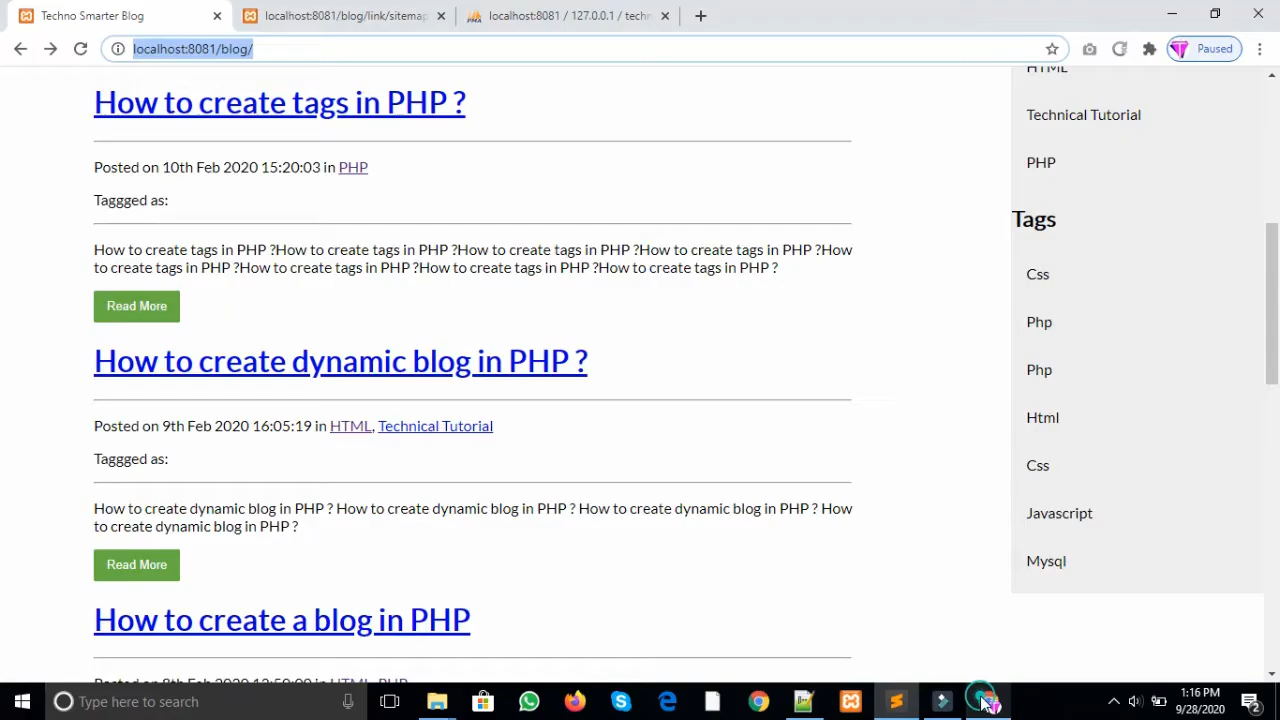 Techno Smarter Blog
localhost:8081/blog/link/sitemap
localhost:8081 / 127.0.0.1 / techn
localhost:8081/blog/
Paused
How to create tags in PHP ?
Posted on 10th Feb 2020 15:20:03 in PHP
Taggged as:
How to create tags in PHP ?How to create tags in PHP ?How to create tags in PHP ?How to create tags in PHP ?How
to create tags in PHP ?How to create tags in PHP ?How to create tags in PHP ?How to create tags in PHP ?
Read More
How to create dynamic blog in PHP ?
Posted on 9th Feb 2020 16:05:19 in HTML, Technical Tutorial
Taggged as:
How to create dynamic blog in PHP ? How to create dynamic blog in PHP ? How to create dynamic blog in PHP ? How
to create dynamic blog in PHP ?
Read More
How to create a blog in PHP
HTML
Technical Tutorial
PHP
Tags
Css
Php
Php
Html
Css
Javascript
Mysql
Type here to search
1:16 PM
9/28/2020
2